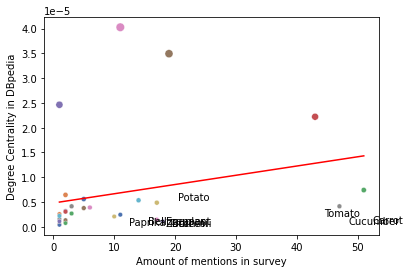 1e−5
4.0
3.5
3.0
2.5
2.0
1.5
1.0
0.5
0.0
Degree Centrality in DBpedia
Potato
Tomato
Carrot
Cucumber
Paprika
0
10
20
30
40
50
Amount of mentions in survey